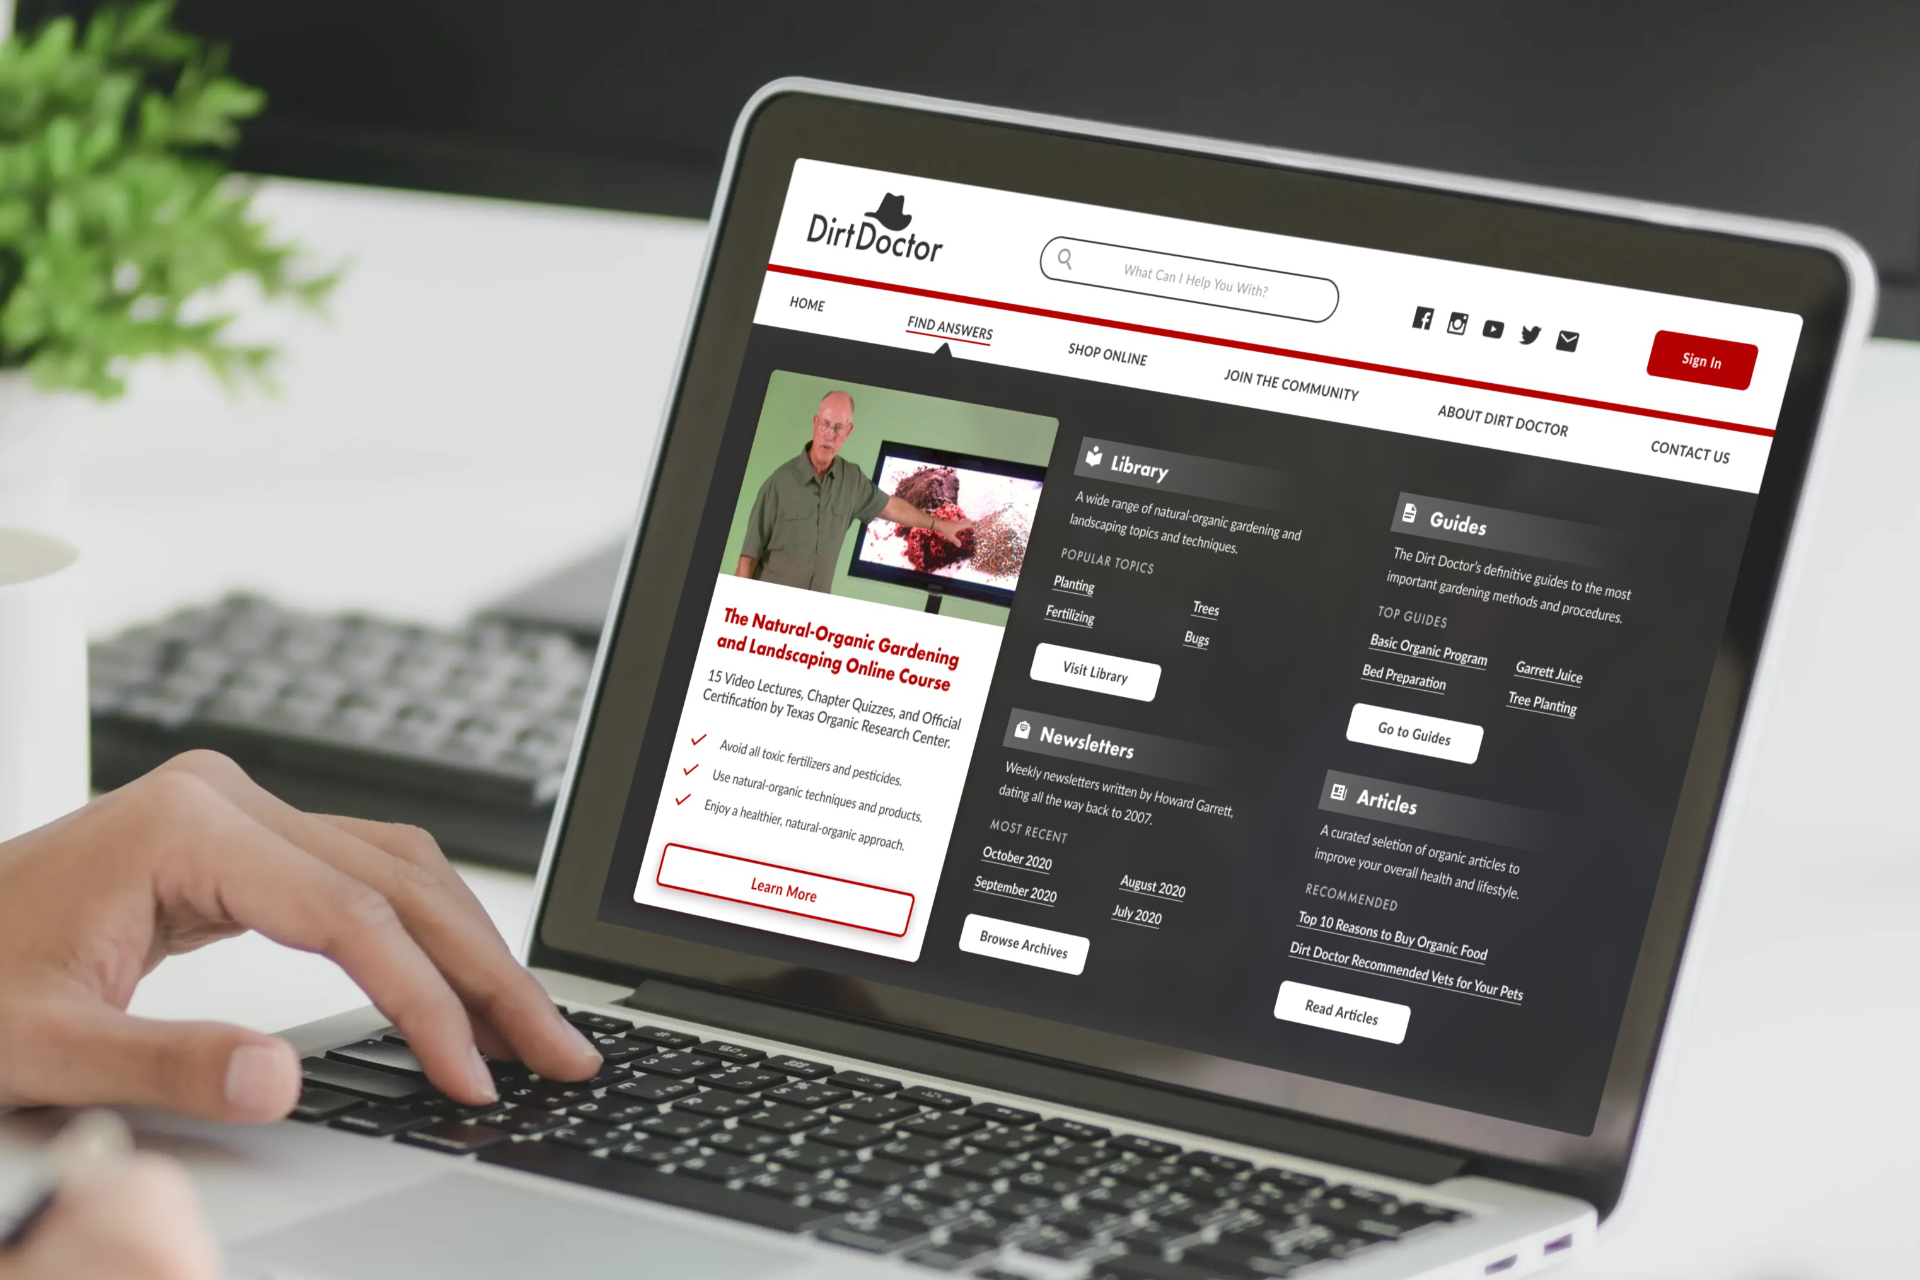 DirtDoctor
What Can I Help You With?
Sign In
HOME
FIND ANSWERS
SHOP ONLINE
JOIN THE COMMUNITY
ABOUT DIRT DOCTOR
CONTACT US
The Natural-Organic Gardening
and Landscaping Online Course
15 Video Lectures, Chapter Quizzes, and Official
Certification by Texas Organic Research Center.
Avoid all toxic fertilizers and pesticides.
Use natural-organic techniques and products.
Enjoy a healthier, natural-organic approach.
Learn More
Library
A wide range of natural-organic gardening and
landscaping topics and techniques.
POPULAR TOPICS
Planting
Trees
Fertilizing
Bugs
Visit Library
Newsletters
Weekly newsletters written by Howard Garrett,
dating all the way back to 2007.
MOST RECENT
October 2020
August 2020
September 2020
July 2020
Browse Archives
Guides
The Dirt Doctor's definitive guides to the most
important gardening methods and procedures.
TOP GUIDES
Basic Organic Program
Garrett Juice
Bed Preparation
Tree Planting
Go to Guides
Articles
A curated seletion of organic articles to
improve your overall health and lifestyle.
RECOMMENDED
Top 10 Reasons to Buy Organic Food
Dirt Doctor Recommended Vets for Your Pets
Read Articles